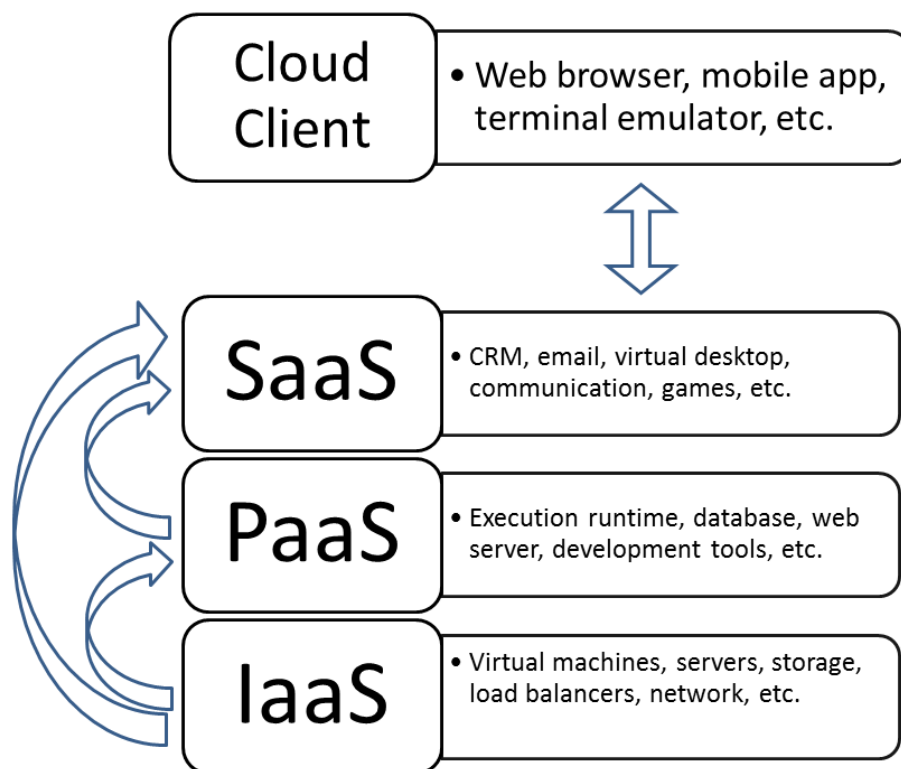 Cloud
Client
• Web browser, mobile app,
terminal emulator, etc.
SaaS
• CRM, email, virtual desktop,
communication, games, etc.
PaaS
• Execution runtime, database, web
server, development tools, etc.
IaaS
• Virtual machines, servers, storage,
load balancers, network, etc.